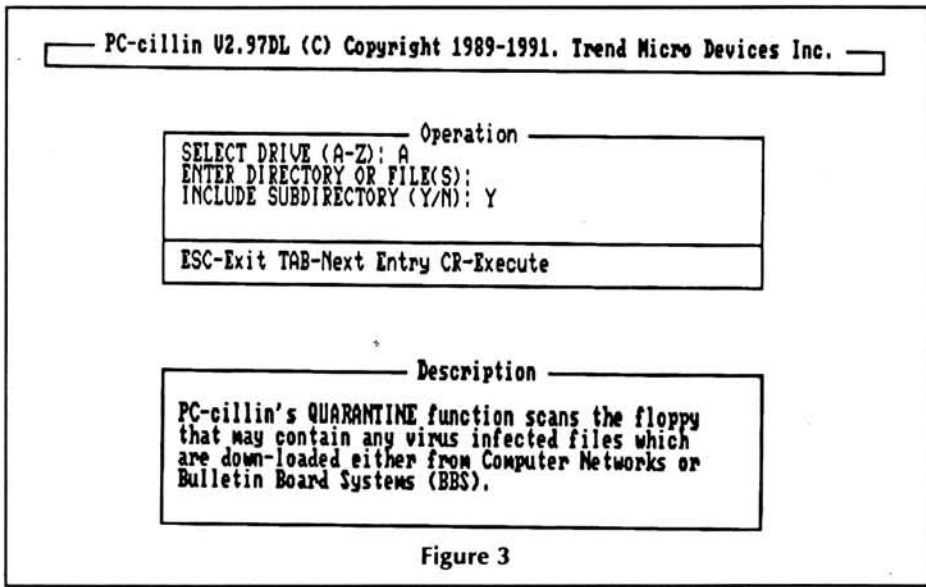 PC-cillin V2.97DL (C) Copyright 1989-1991. Trend Micro Devices Inc.
Operation
SELECT DRIVE (A-Z): A
ENTER DIRECTORY OR FILE(S):
INCLUDE SUBDIRECTORY (Y/N): Y
ESC-Exit TAB-Next Entry CR-Execute
Description
PC-cillin's QUARANTINE function scans the floppy
that may contain any virus infected files which
are down-loaded either from Computer Networks or
Bulletin Board Systems (BBS).
Figure 3